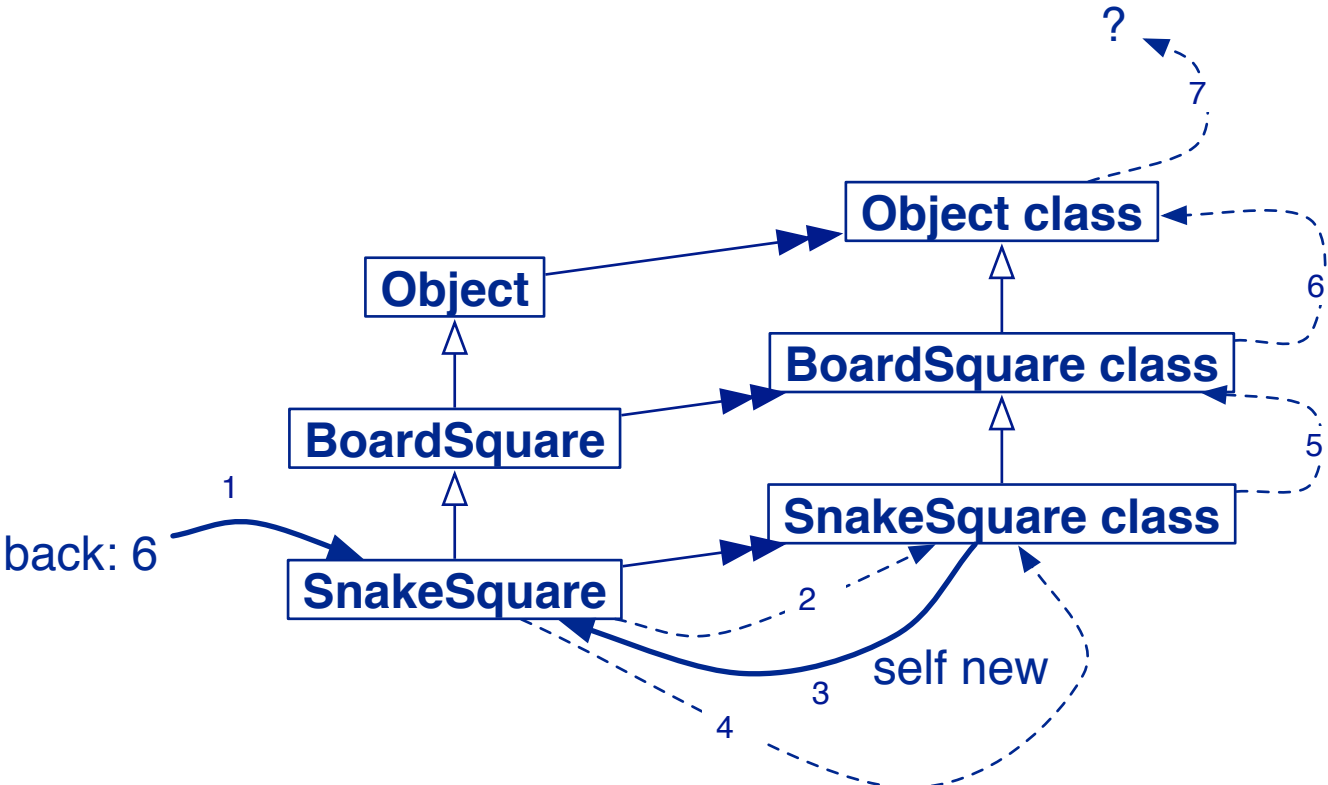 ?
7
Object class
Object
6
BoardSquare class
BoardSquare
5
1
SnakeSquare class
back: 6
SnakeSquare
2
self new
3
4